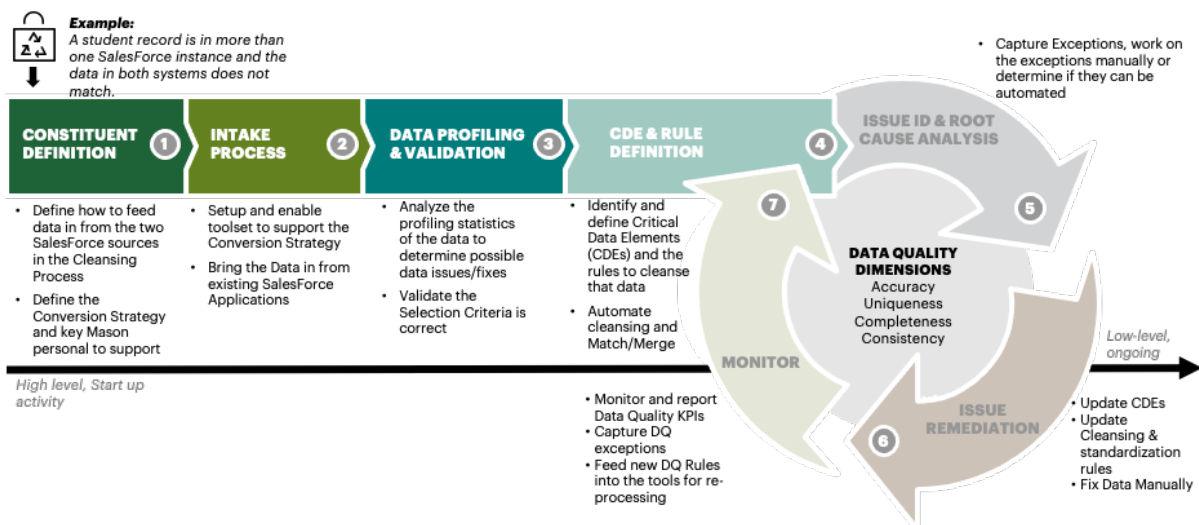 Example:
A student record is in more than
one SalesForce instance and the
data in both systems does not
match.
• Capture Exceptions, work on
the exceptions manually or
determine if they can be
automated
CONSTITUENT
DEFINITION
1
INTAKE
PROCESS
2
DATA PROFILING
& VALIDATION
3
CDE & RULE
DEFINITION
4
ISSUE ID & ROOT
CAUSE ANALYSIS
5
• Define how to feed
data in from the two
SalesForce sources
in the Cleansing
Process
• Define the
Conversion Strategy
and key Mason
personal to support
• Setup and enable
toolset to support the
Conversion Strategy
• Bring the Data in from
existing SalesForce
Applications
• Analyze the
profiling statistics
of the data to
determine possible
data issues/fixes
• Validate the
Selection Criteria is
correct
• Identify and
define Critical
Data Elements
(CDEs) and the
rules to cleanse
that data
• Automate
cleansing and
Match/Merge
7
DATA QUALITY
DIMENSIONS
Accuracy
Uniqueness
Completeness
Consistency
MONITOR
Low-level,
ongoing
High level, Start up
activity
• Monitor and report
Data Quality KPIs
• Capture DQ
exceptions
• Feed new DQ Rules
into the tools for re-
processing
6
ISSUE
REMEDIATION
• Update CDEs
• Update
Cleansing &
standardization
rules
• Fix Data Manually